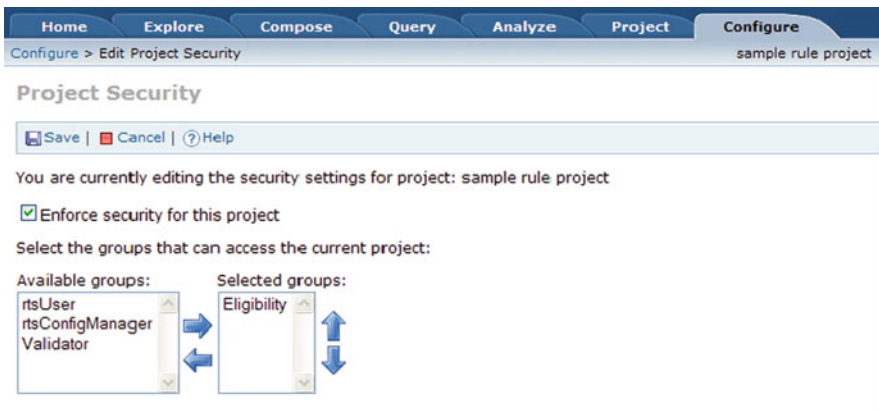 Home Explore Compose Query Analyze Project Configure
Configure > Edit Project Security sample rule project
Project Security
Save | Cancel | ? Help
You are currently editing the security settings for project: sample rule project
Enforce security for this project
Select the groups that can access the current project:
Available groups: Selected groups:
rtsUser Eligibility
rtsConfigManager
Validator